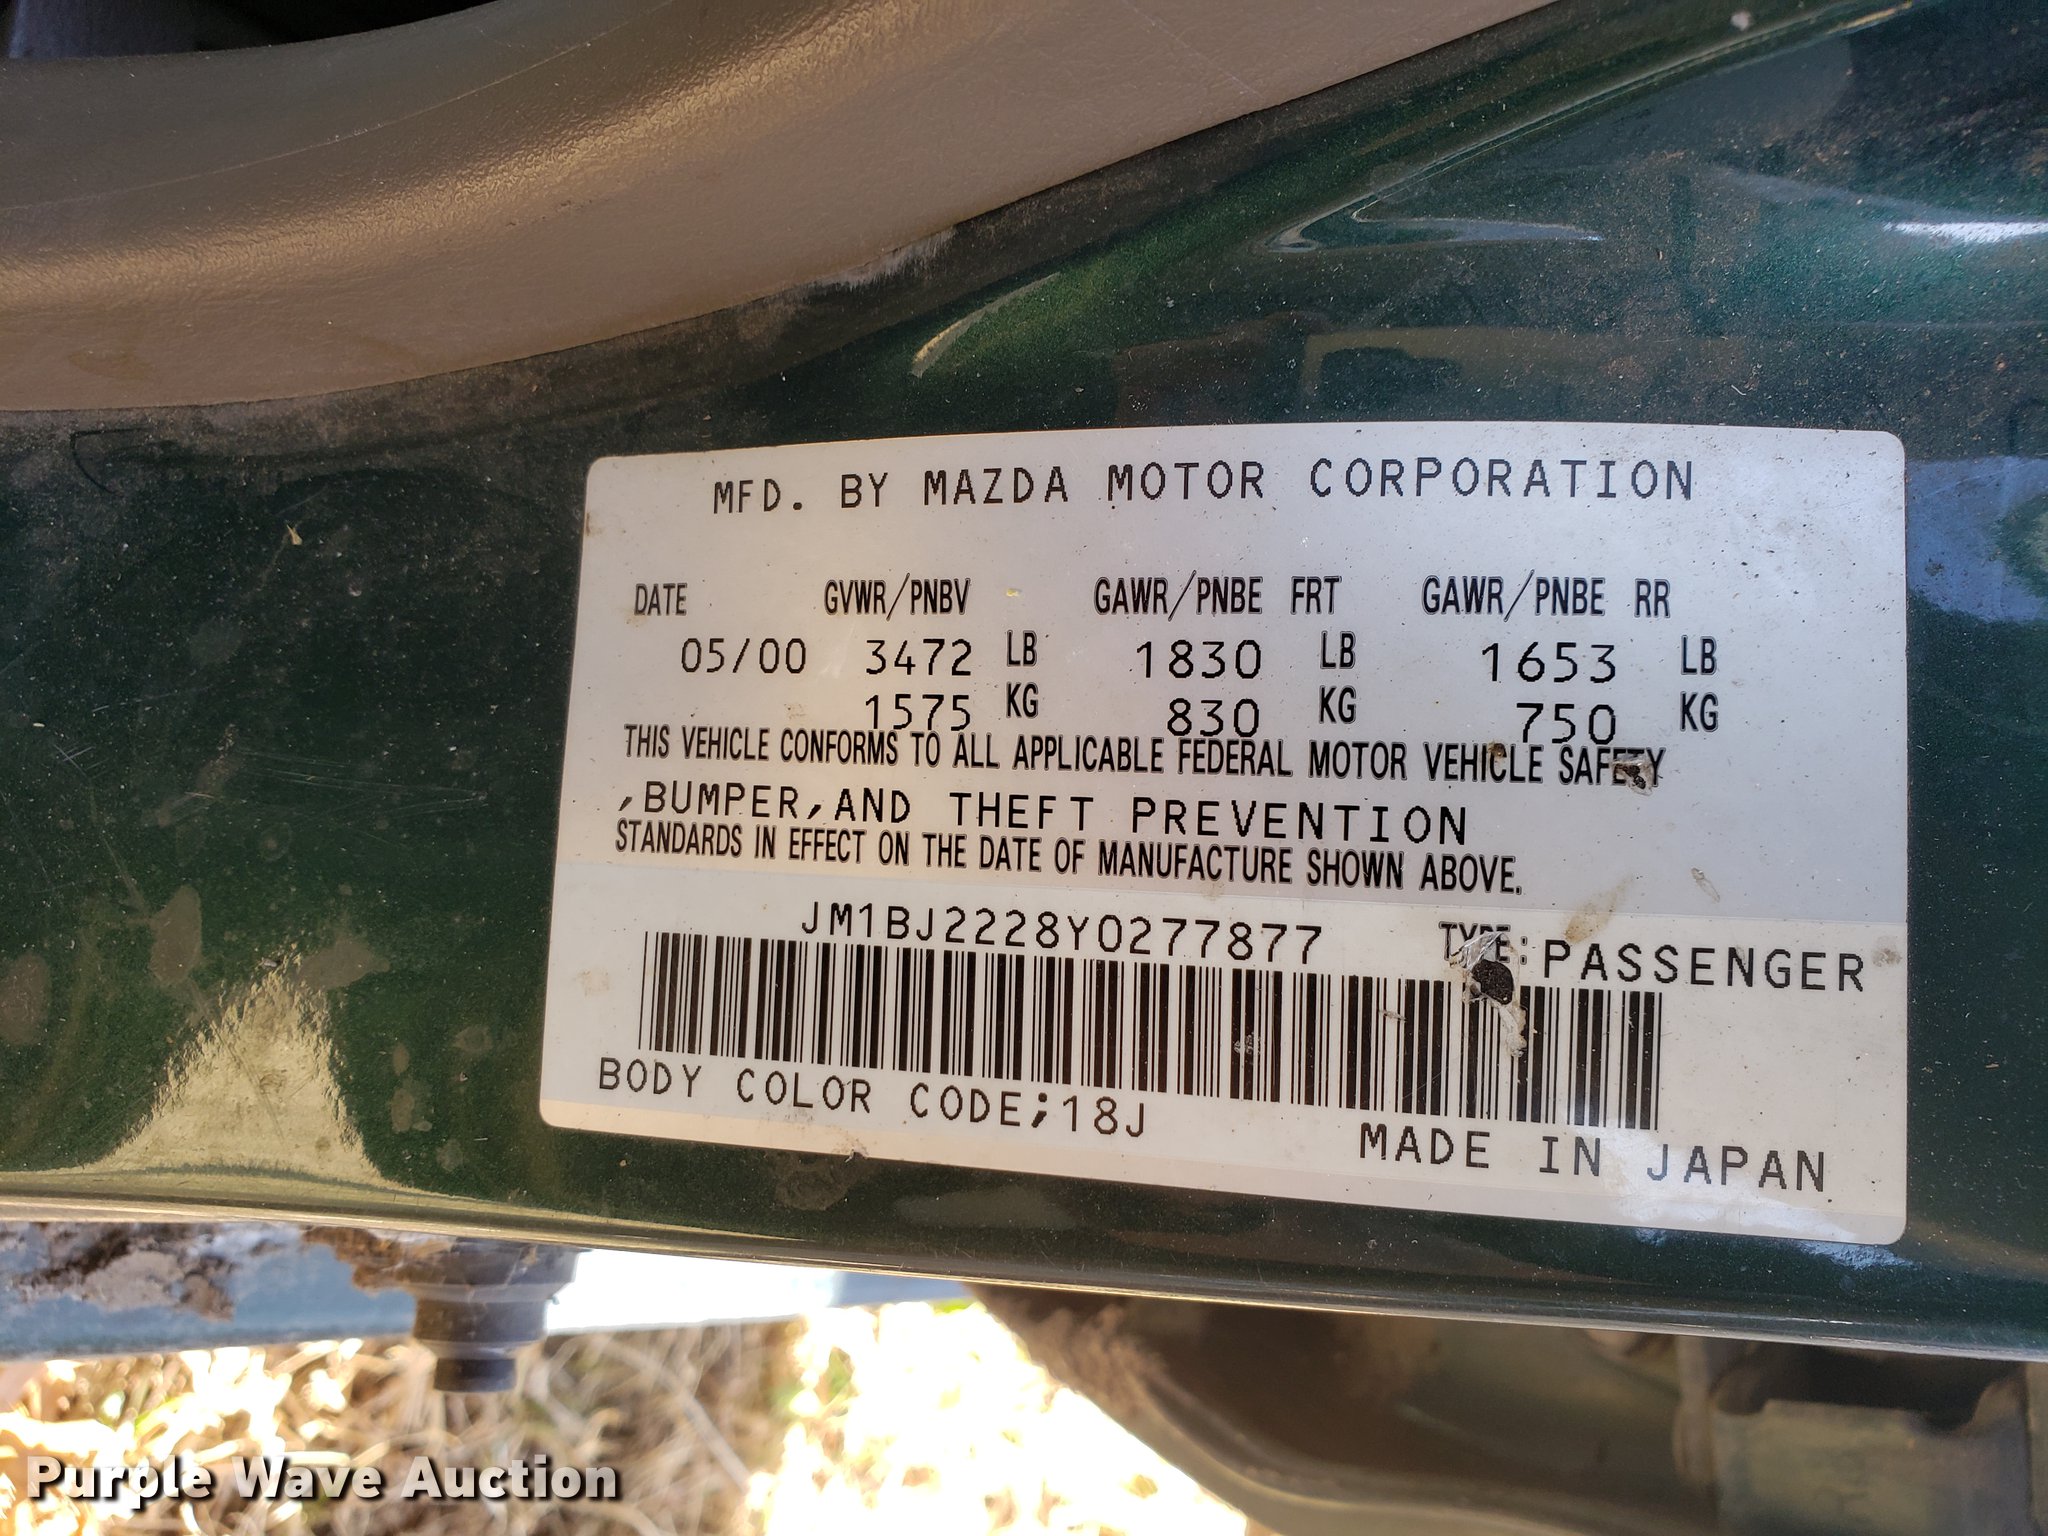 MFD. BY MAZDA MOTOR CORPORATION
DATE GVWR/PNBV GAWR/PNBE FRT GAWR/PNBE RR
05/00 3472 LB 1830 LB 1653 LB
1575 KG 830 KG 750 KG
THIS VEHICLE CONFORMS TO ALL APPLICABLE FEDERAL MOTOR VEHICLE SAFETY
,BUMPER,AND THEFT PREVENTION
STANDARDS IN EFFECT ON THE DATE OF MANUFACTURE SHOWN ABOVE.
JM1BJ2228Y0277877 TYPE: PASSENGER
BODY COLOR CODE;18J
MADE IN JAPAN
Purple Wave Auction